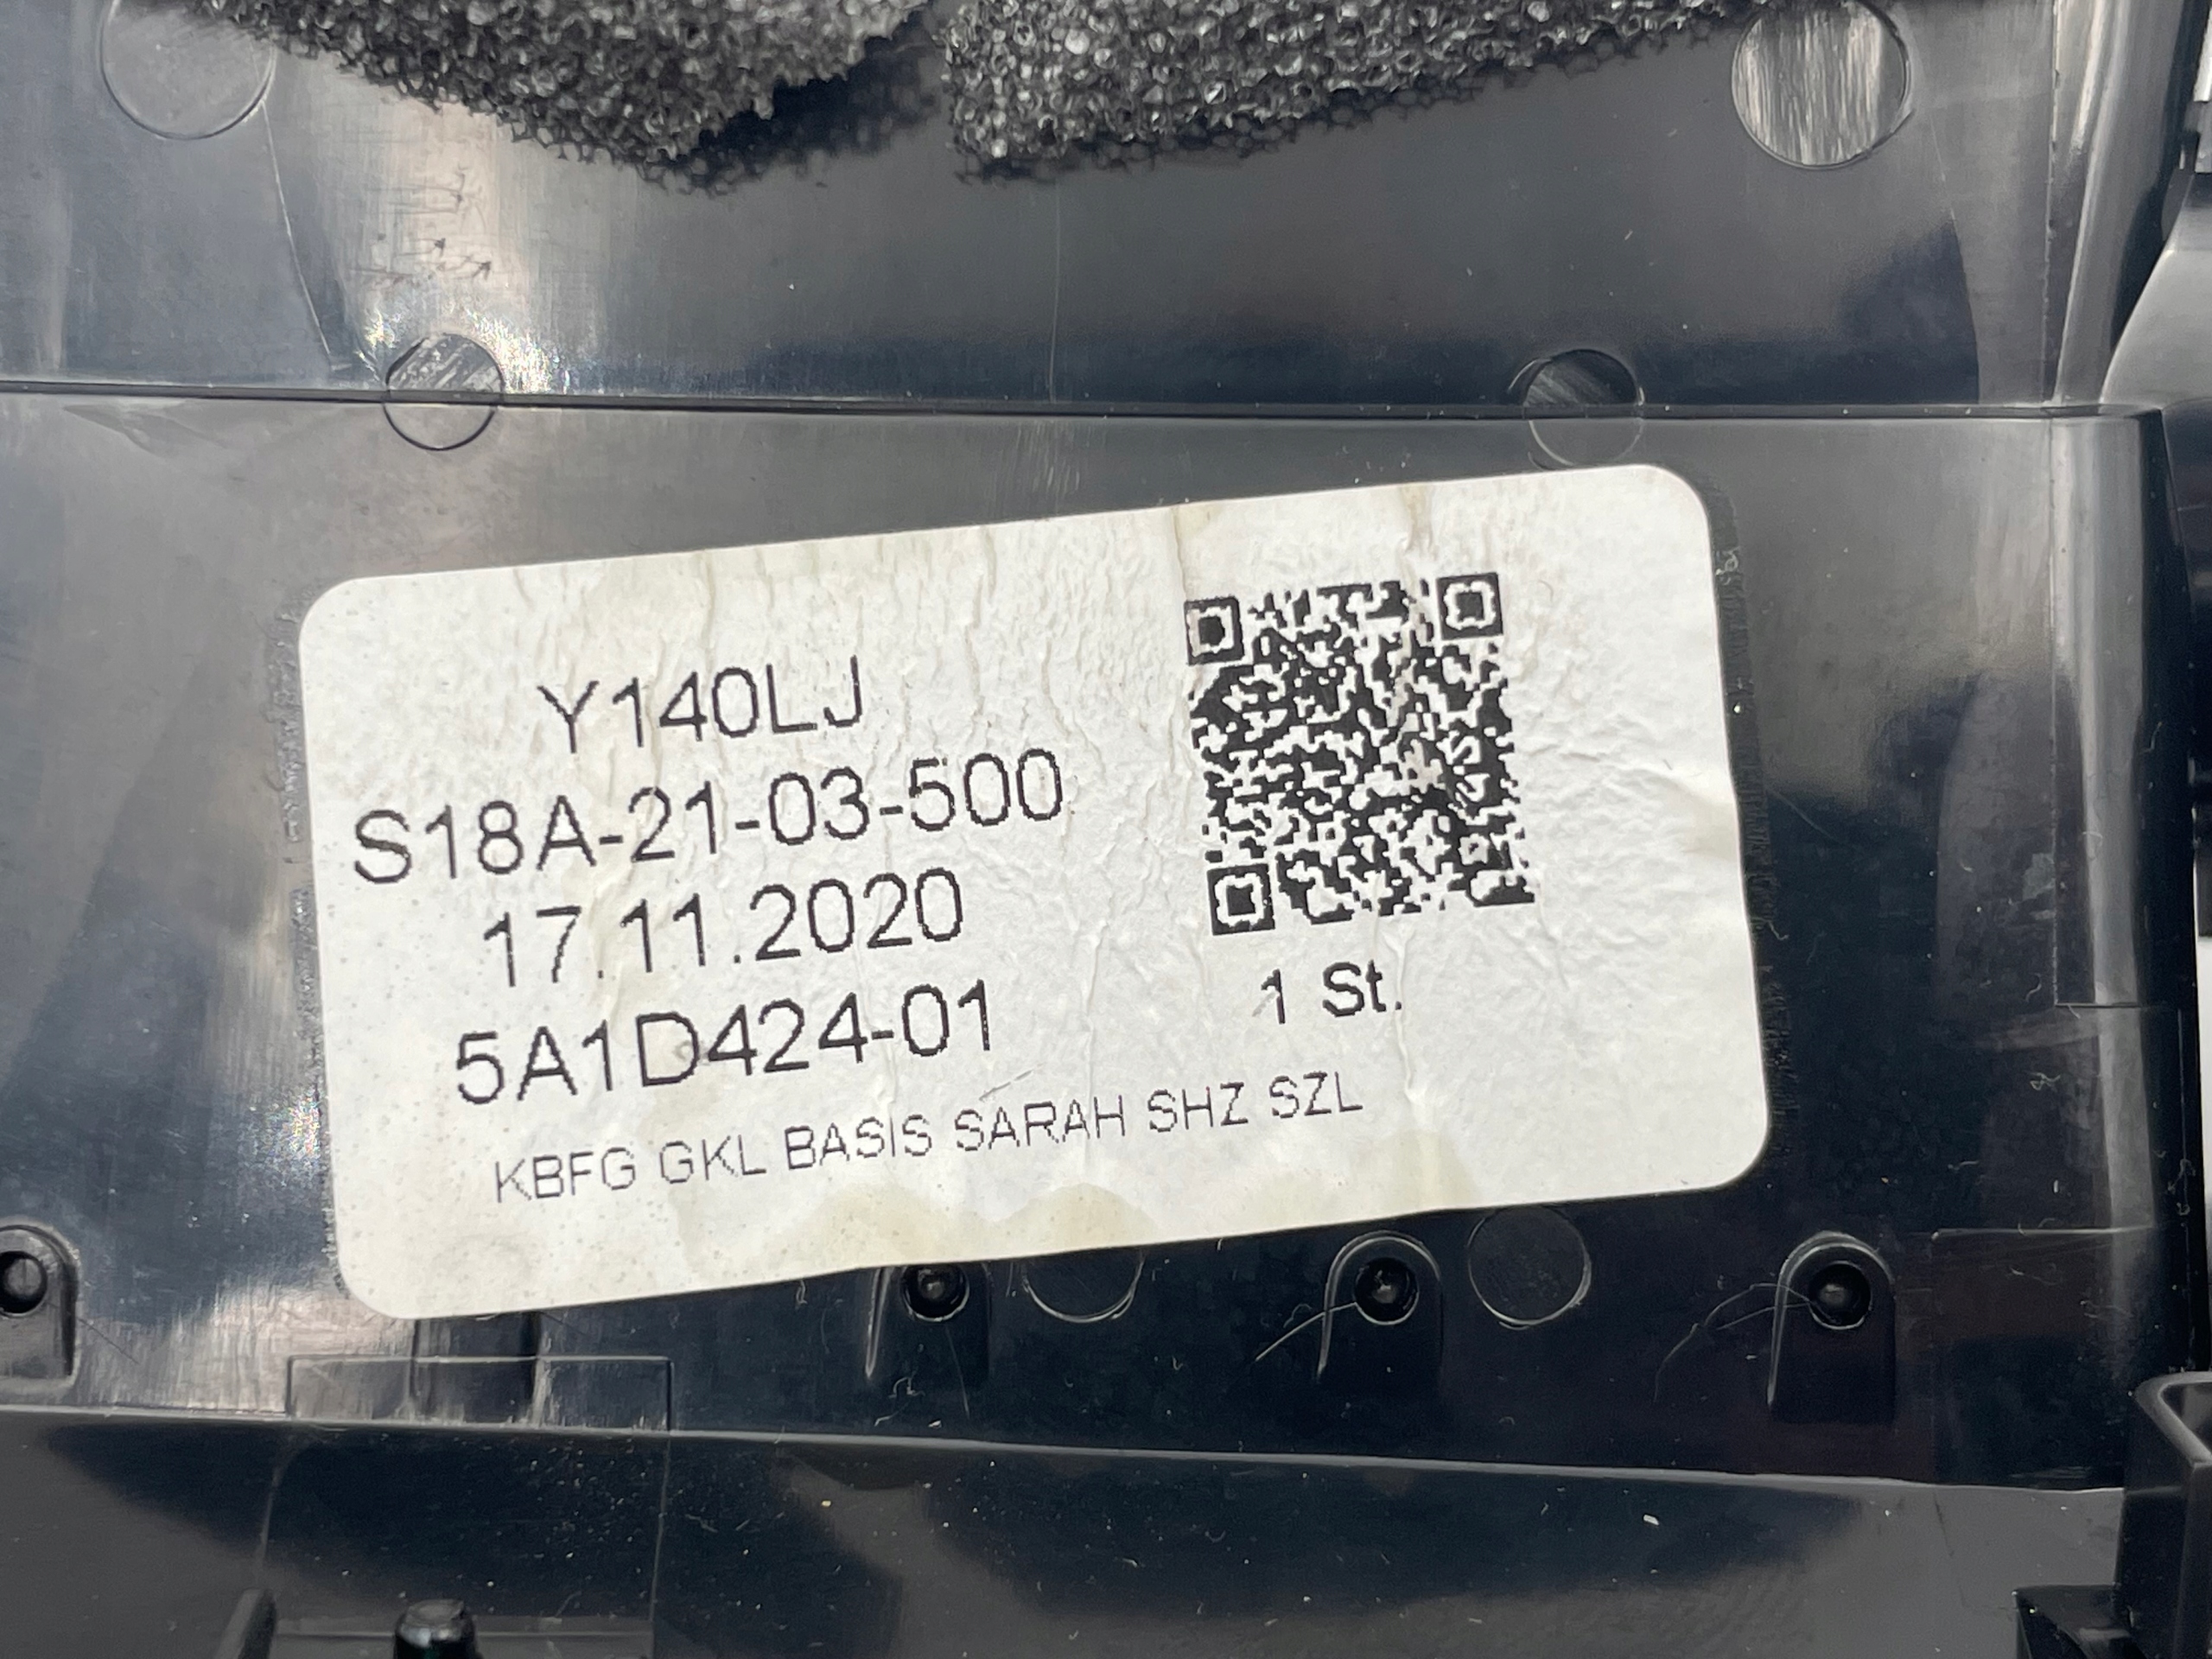 Y140LJ
S18A-21-03-500
17.11.2020
5A1D424-01
1 St.
KBFG GKL BASIS SARAH SHZ SZL